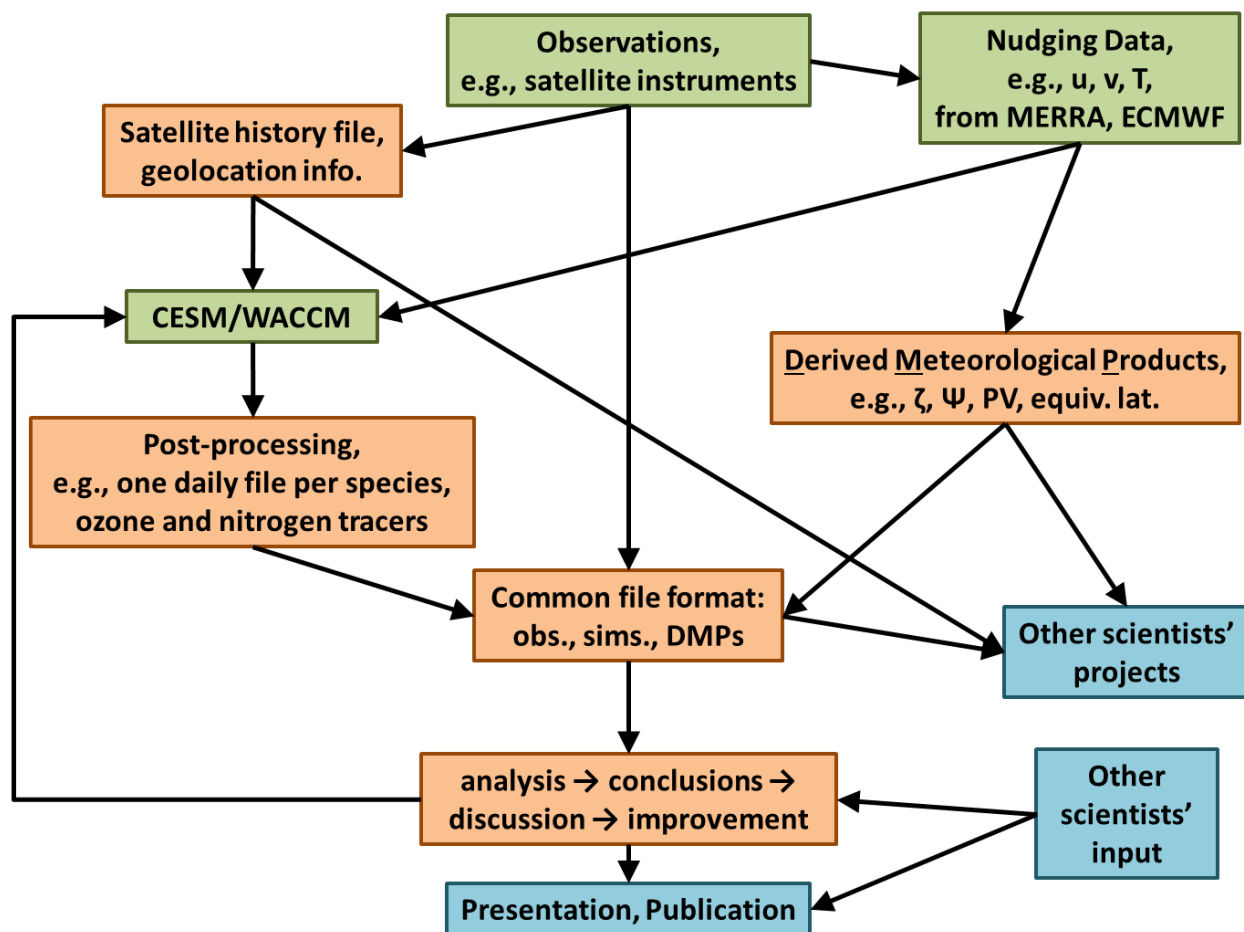 Observations,
e.g., satellite instruments
Nudging Data,
e.g., u, v, T,
from MERRA, ECMWF
Satellite history file,
geolocation info.
CESM/WACCM
Derived Meteorological Products,
e.g., ζ, Ψ, PV, equiv. lat.
Post-processing,
e.g., one daily file per species,
ozone and nitrogen tracers
Common file format:
obs., sims., DMPs
Other scientists’
projects
analysis → conclusions →
discussion → improvement
Other
scientists’
input
Presentation, Publication